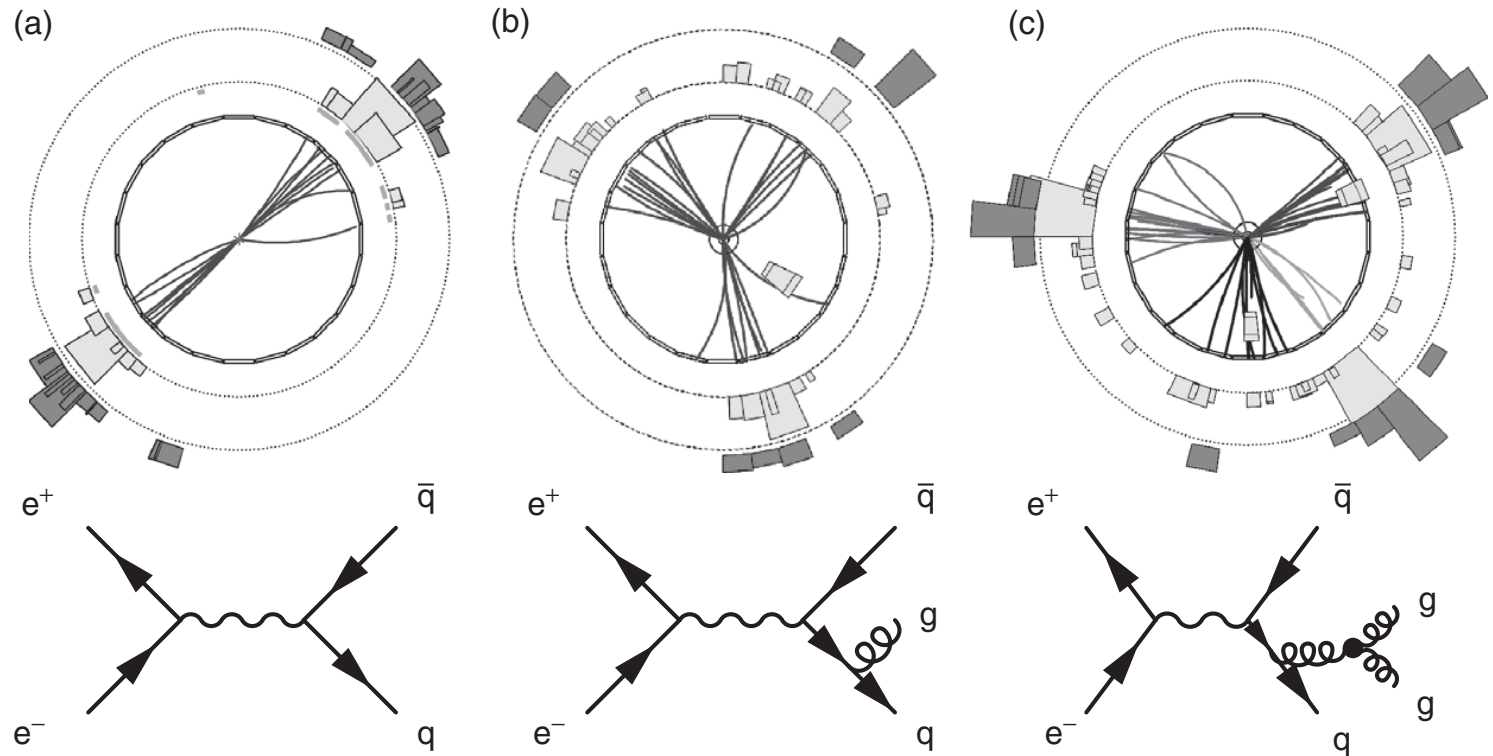 (a) (b) (c)
e⁺ q̄ e⁺ q̄ e⁺ q̄
g g
g
e⁻ q e⁻ q e⁻ q